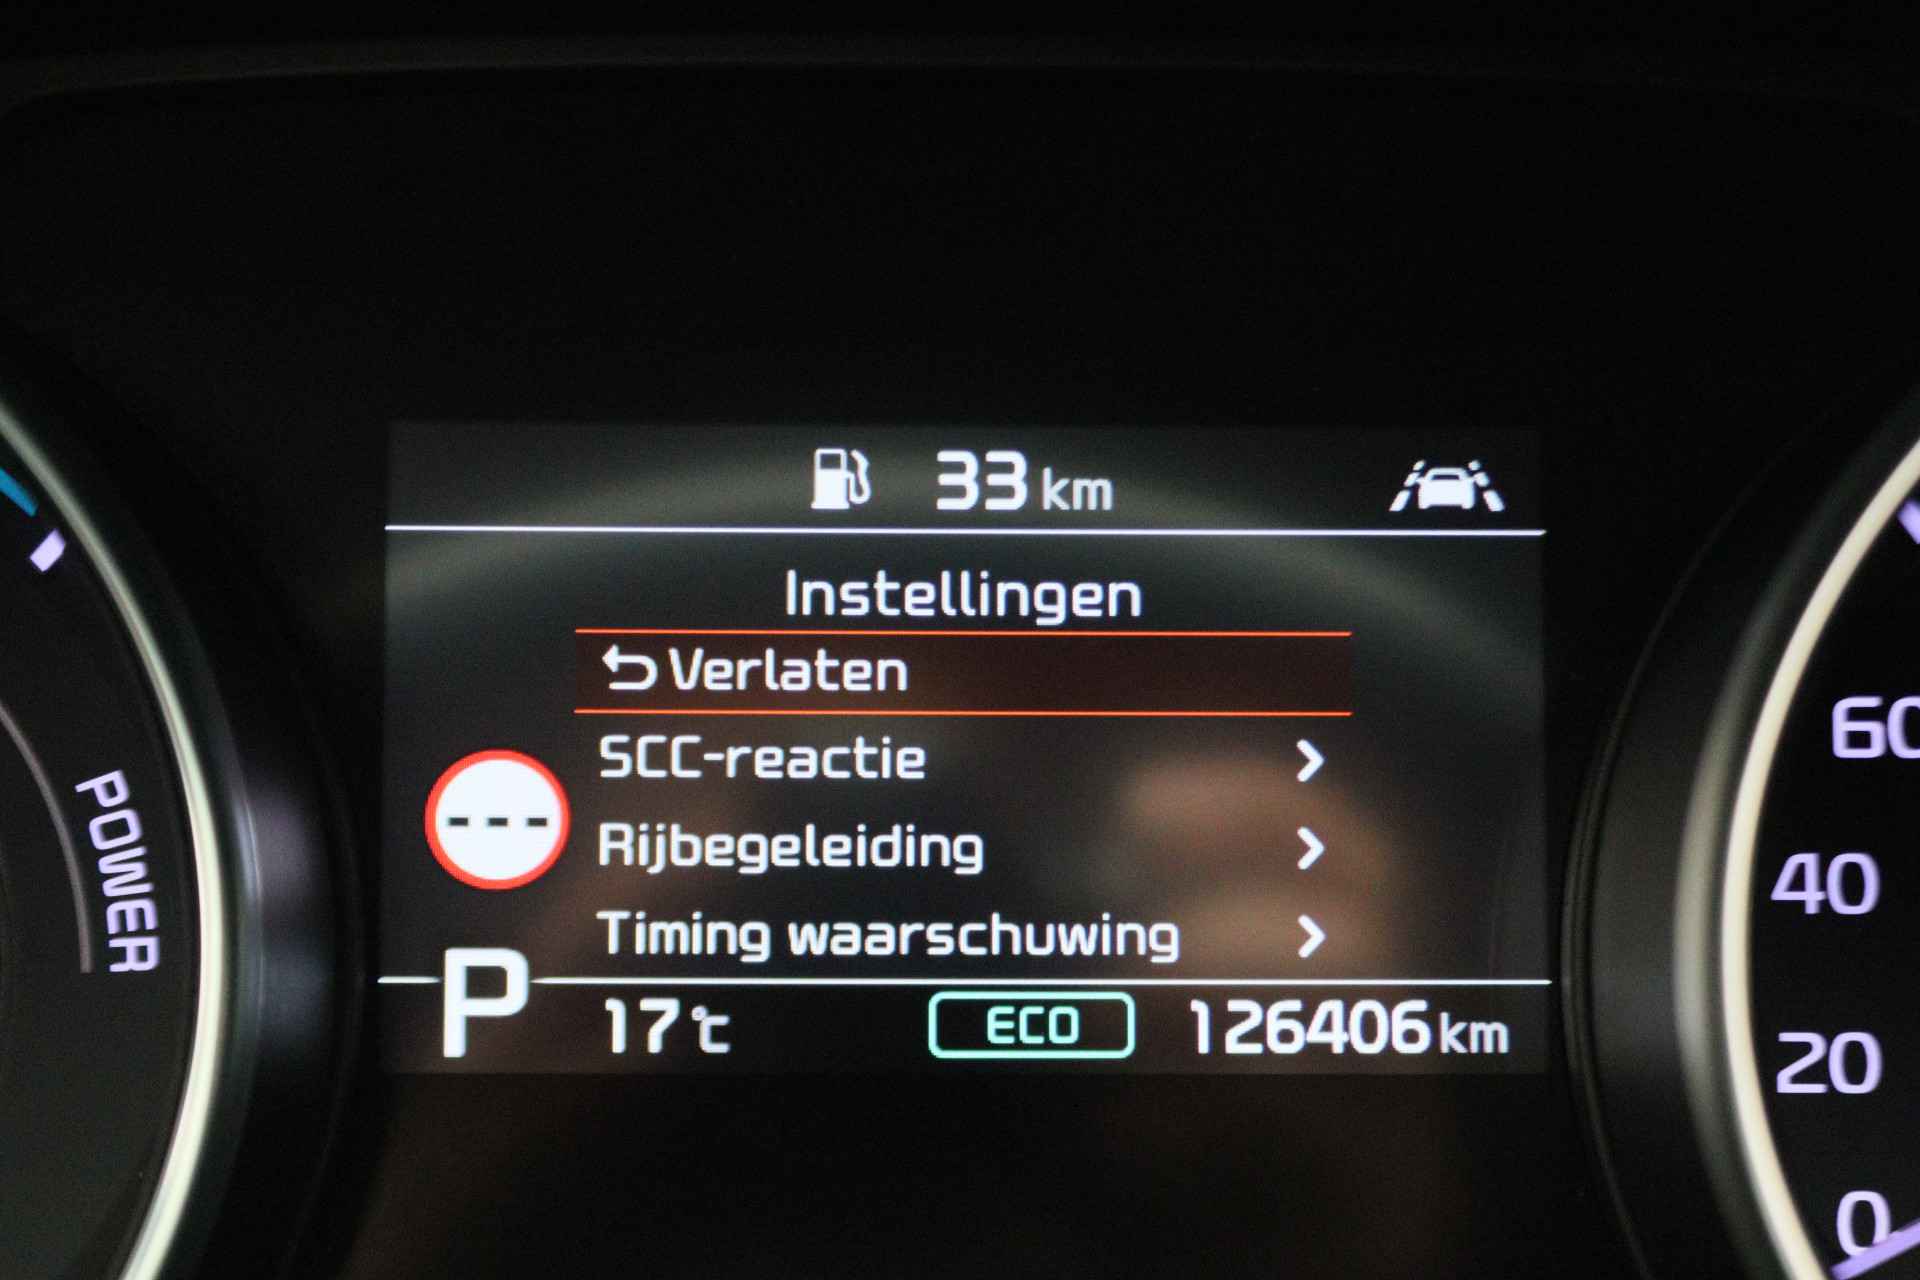 33 km
Instellingen
Verlaten
SCC-reactie
Rijbegeleiding
Timing waarschuwing
P 17 °C ECO 126406 km
POWER
60
40
20
0